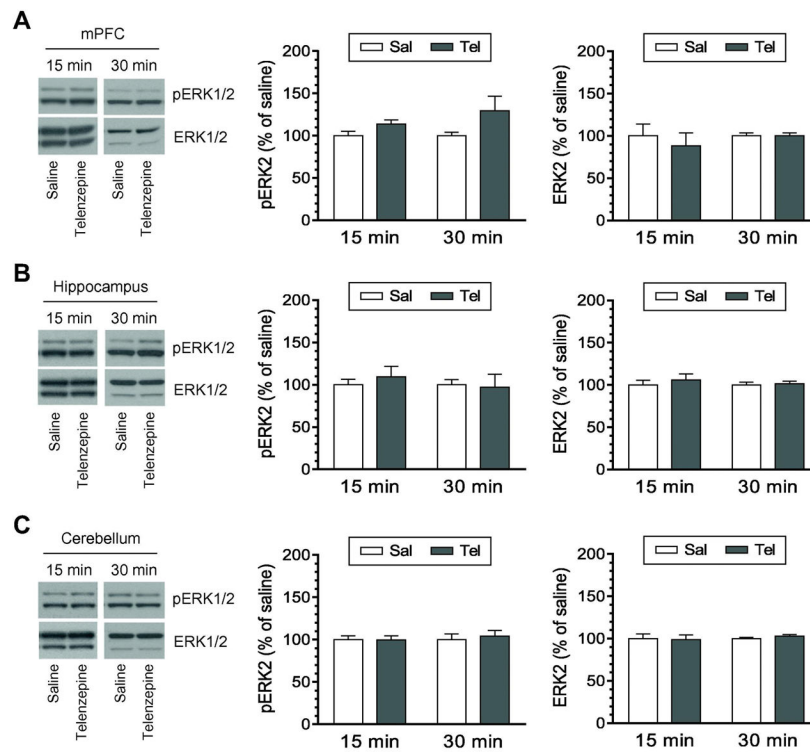 A
mPFC
15 min 30 min
pERK1/2
ERK1/2
Saline
Telenzepine
Saline
Telenzepine
pERK2 (% of saline)
200
150
100
50
0
Sal Tel
15 min 30 min
ERK2 (% of saline)
200
150
100
50
0
Sal Tel
15 min 30 min
B
Hippocampus
15 min 30 min
pERK1/2
ERK1/2
Saline
Telenzepine
Saline
Telenzepine
pERK2 (% of saline)
200
150
100
50
0
Sal Tel
15 min 30 min
ERK2 (% of saline)
200
150
100
50
0
Sal Tel
15 min 30 min
C
Cerebellum
15 min 30 min
pERK1/2
ERK1/2
Saline
Telenzepine
Saline
Telenzepine
pERK2 (% of saline)
200
150
100
50
0
Sal Tel
15 min 30 min
ERK2 (% of saline)
200
150
100
50
0
Sal Tel
15 min 30 min